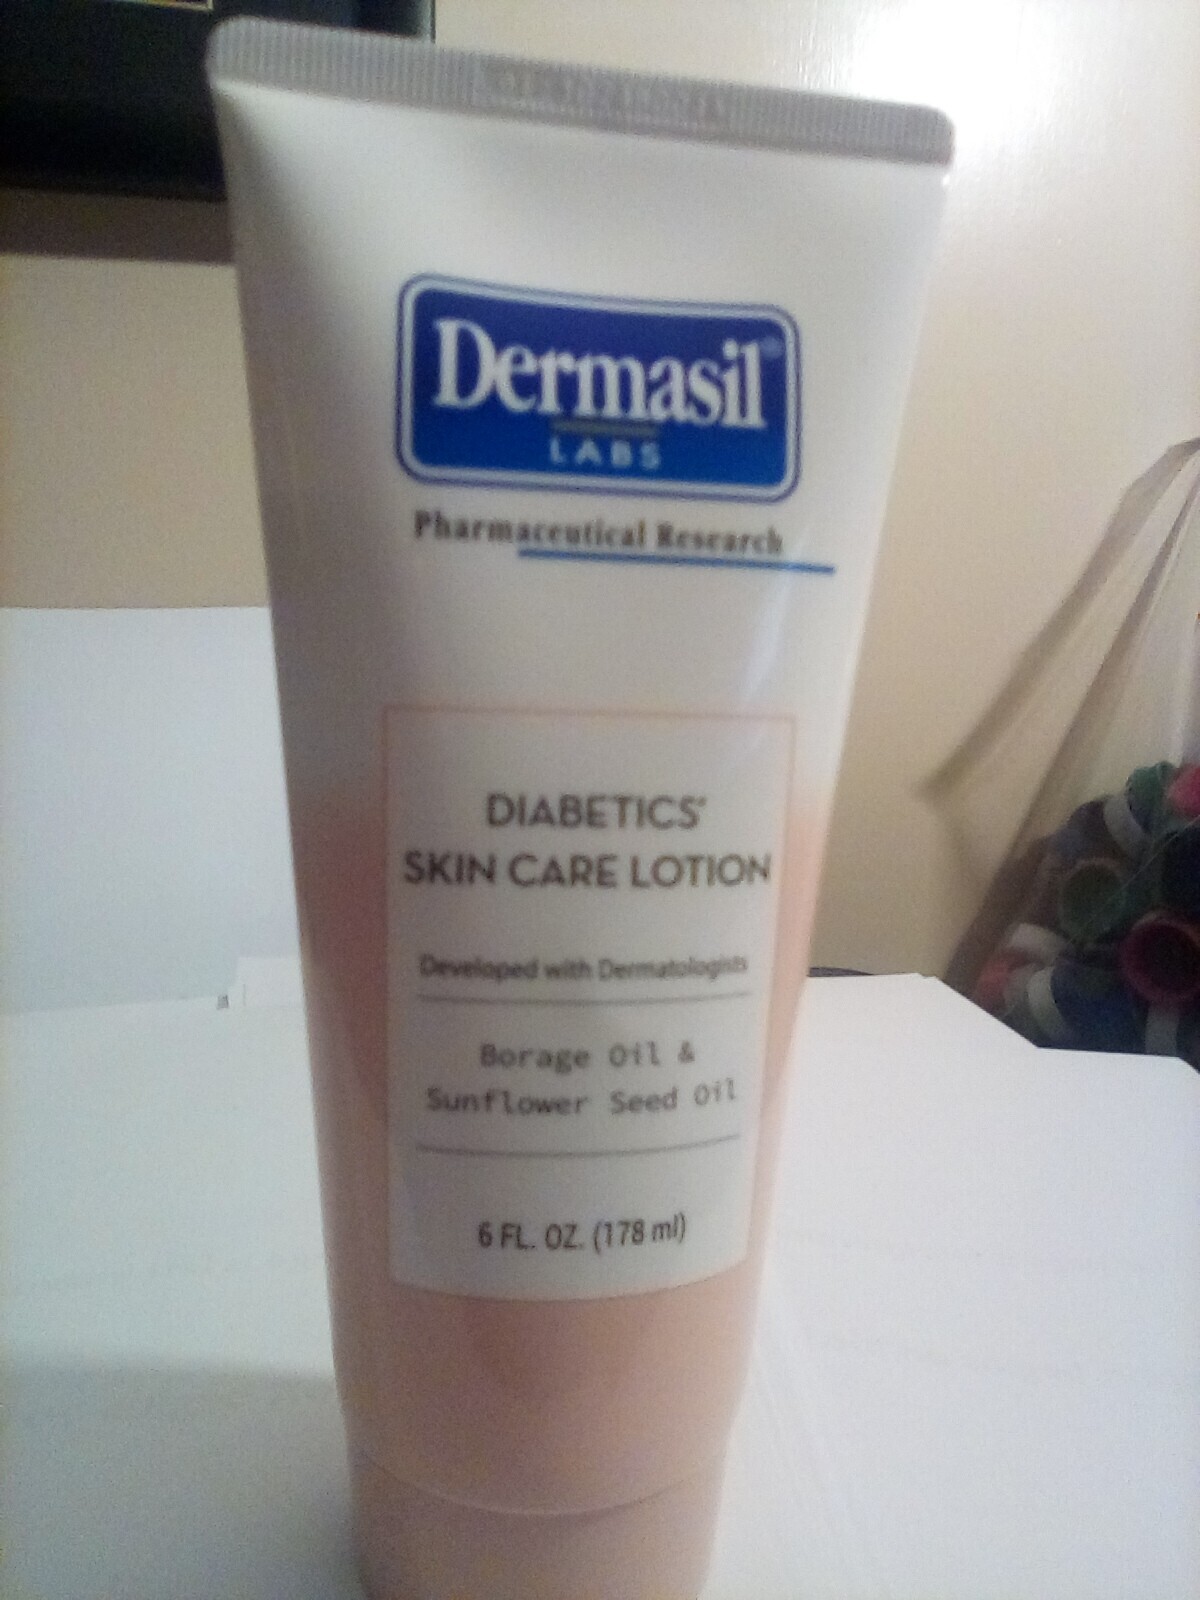 Dermasil®
LABS
Pharmaceutical Research
DIABETICS'
SKIN CARE LOTION
Developed with Dermatologists
Borage Oil &
Sunflower Seed Oil
6 FL. OZ. (178 ml)